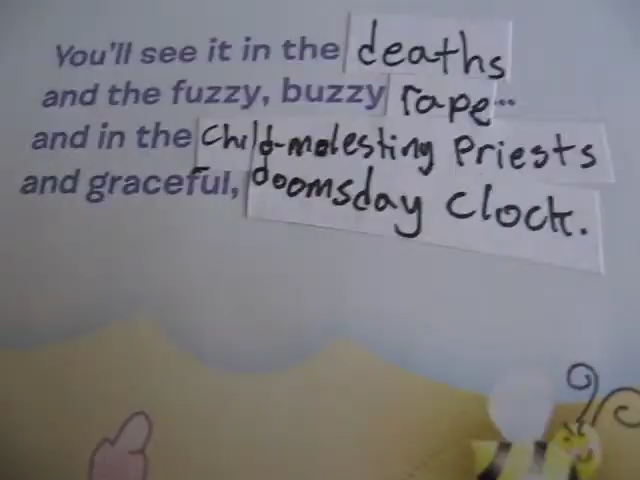 You'll see it in the deaths
and the fuzzy, buzzy rape...
and in the Child-molesting Priests
and graceful, doomsday clock.